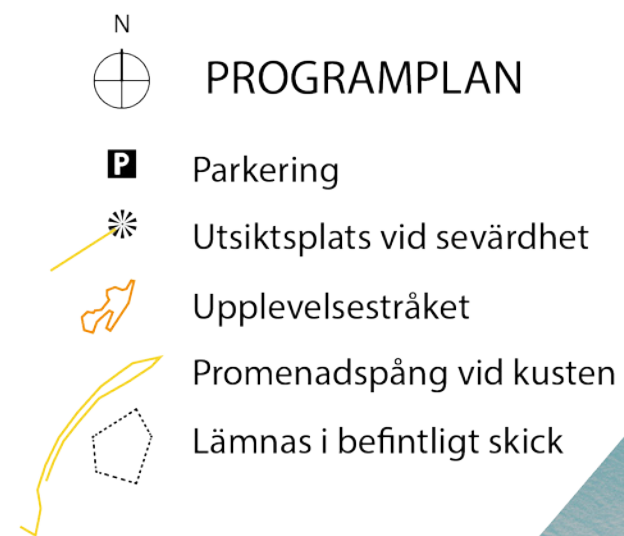 N
PROGRAMPLAN
P
Parkering
Utsiktsplats vid sevärdhet
Upplevelsestråket
Promenadspång vid kusten
Lämnas i befintligt skick